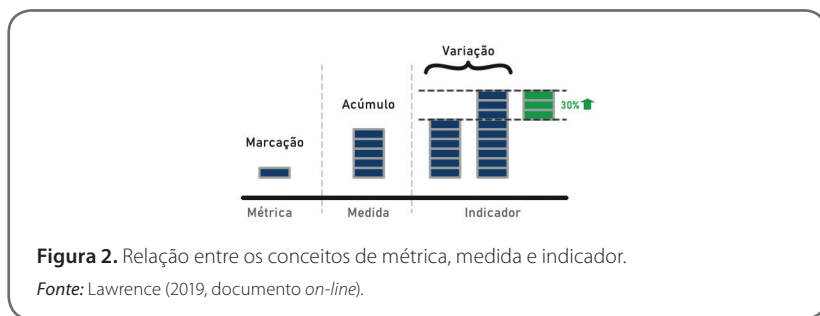 Variação
Acúmulo
30%
Marcação
Métrica
Medida
Indicador
Figura 2. Relação entre os conceitos de métrica, medida e indicador.
Fonte: Lawrence (2019, documento on-line).